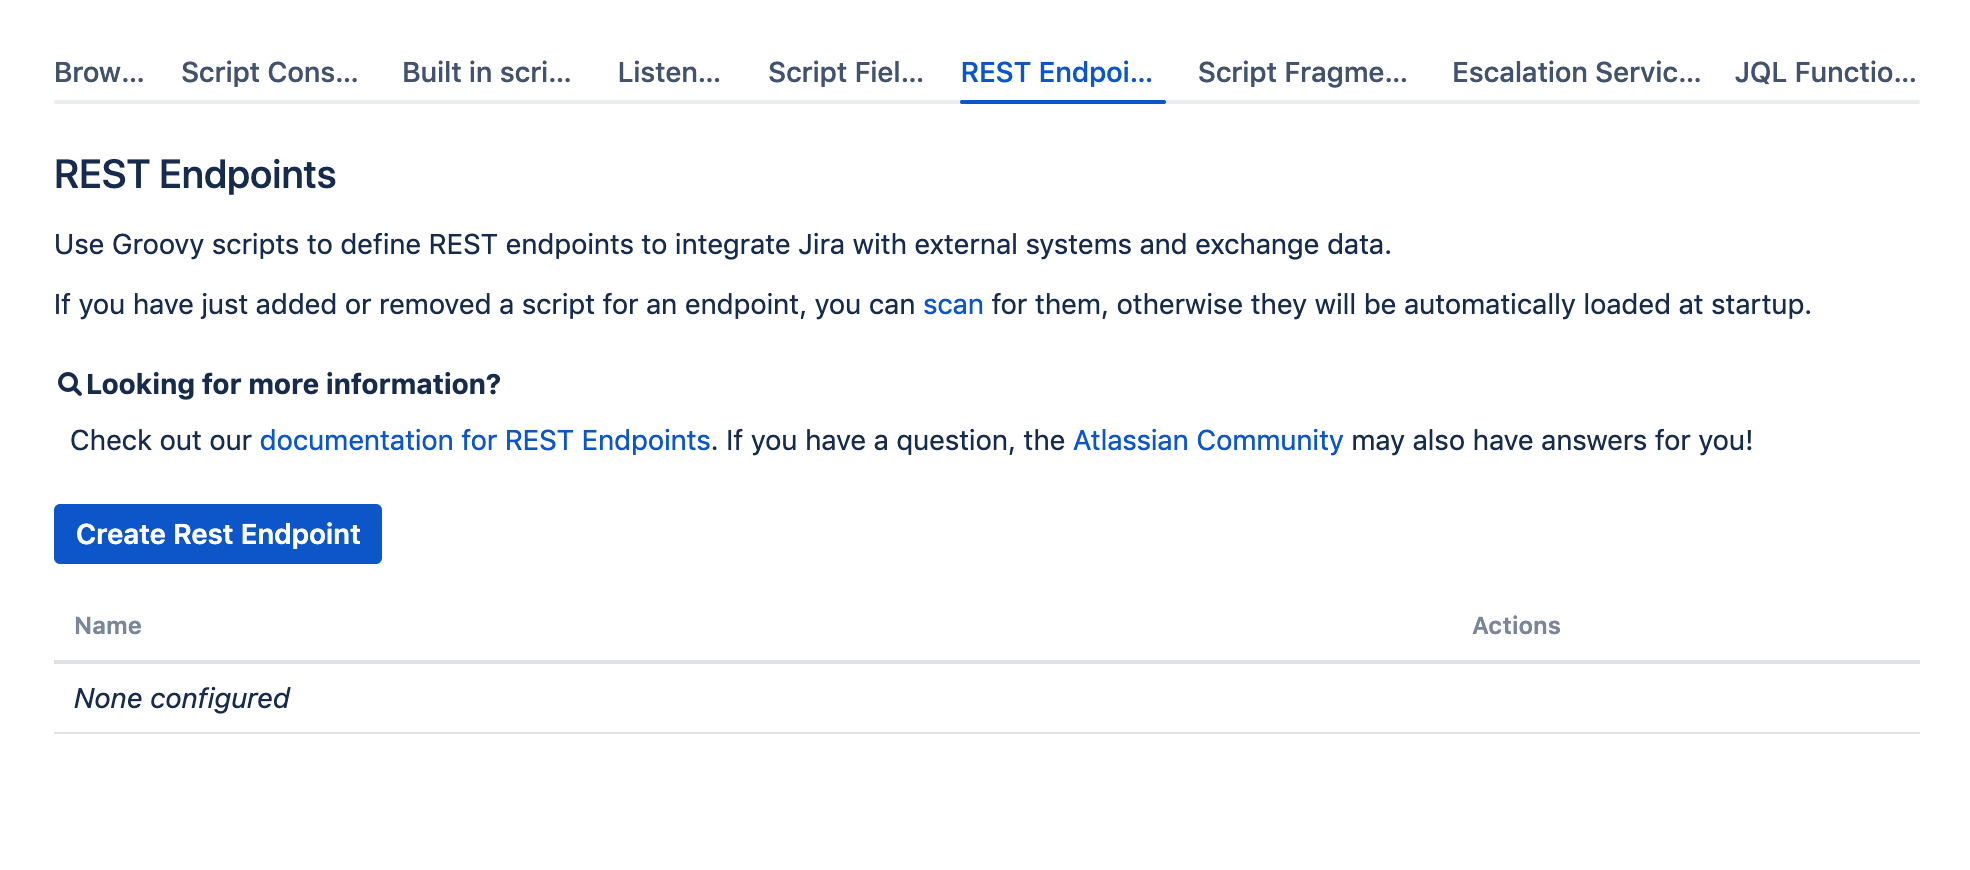 Brow... Script Cons... Built in scri... Listen... Script Fiel... REST Endpoi... Script Fragme... Escalation Servic... JQL Functio...
REST Endpoints
Use Groovy scripts to define REST endpoints to integrate Jira with external systems and exchange data.
If you have just added or removed a script for an endpoint, you can scan for them, otherwise they will be automatically loaded at startup.
Looking for more information?
Check out our documentation for REST Endpoints. If you have a question, the Atlassian Community may also have answers for you!
Create Rest Endpoint
Name Actions
None configured